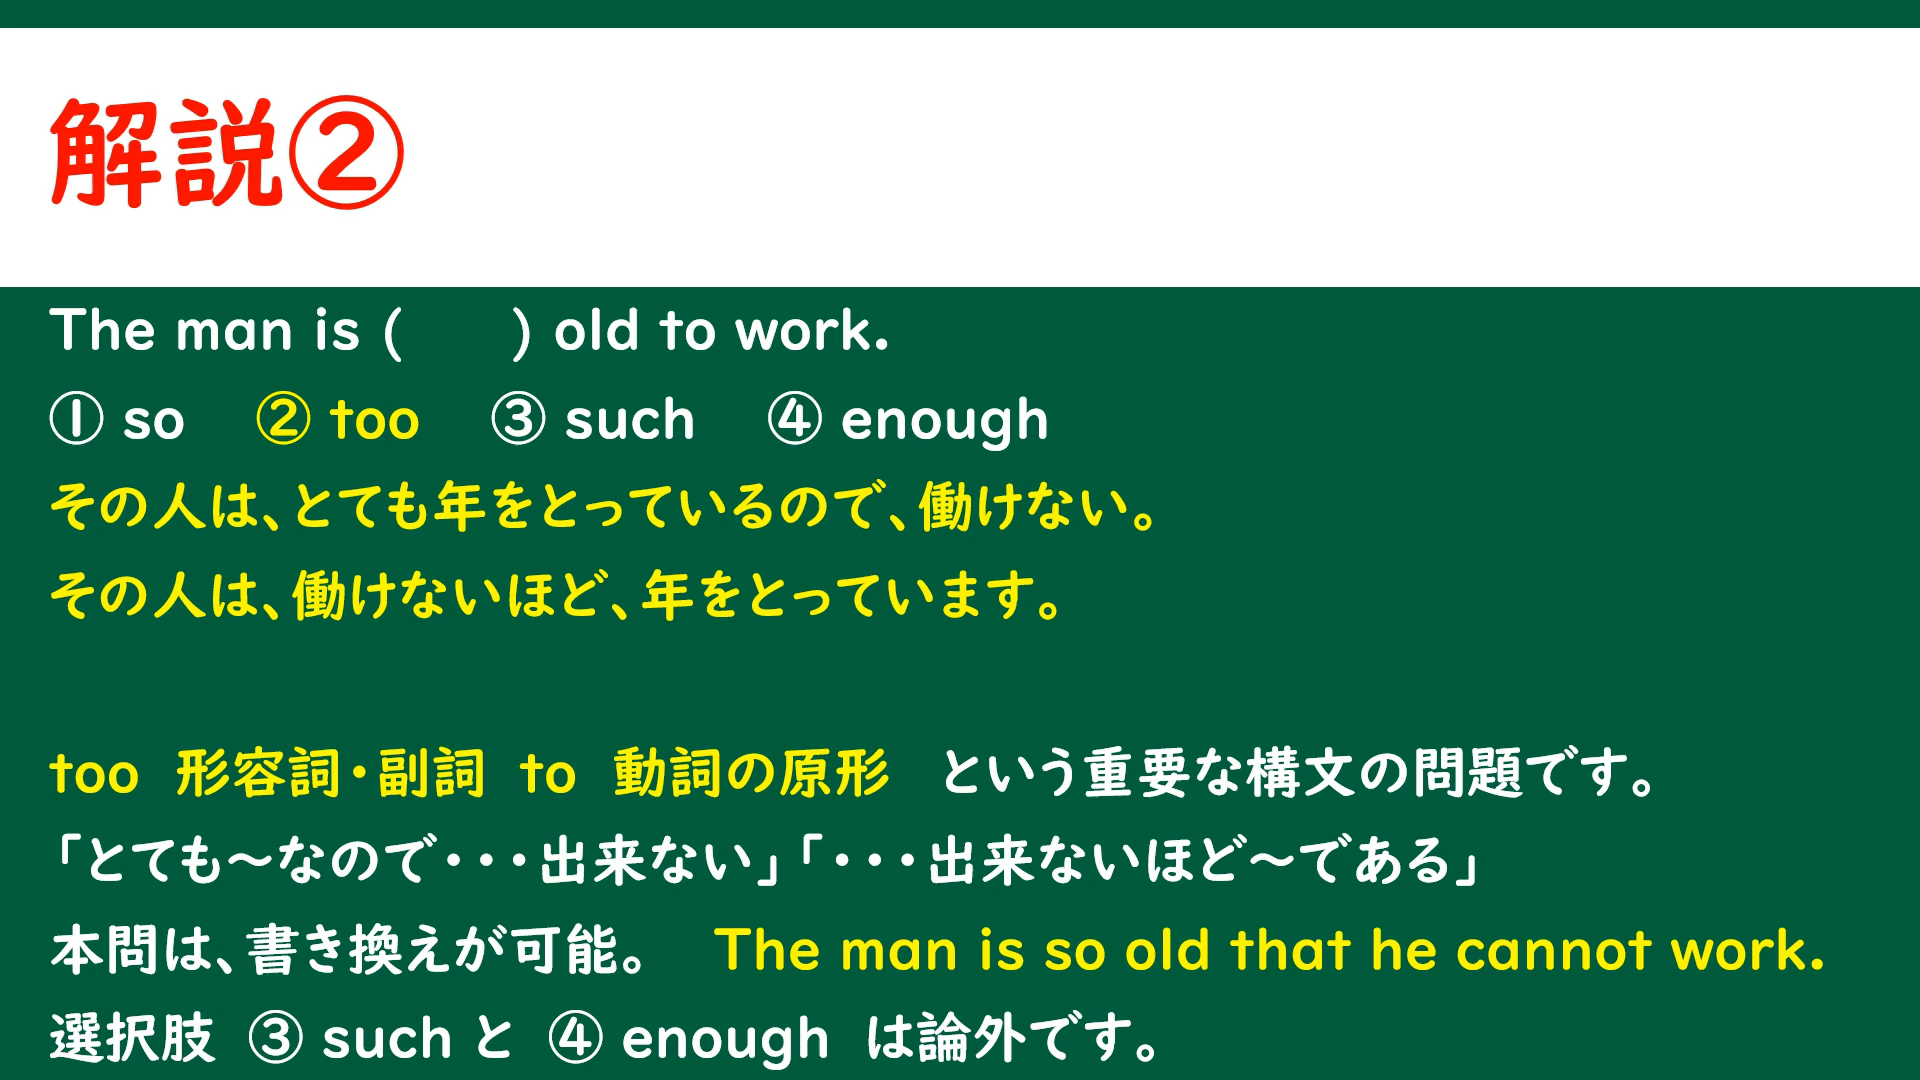 解説②
The man is (　　) old to work.
① so　② too　③ such　④ enough
その人は、とても年をとっているので、働けない。
その人は、働けないほど、年をとっています。
too 形容詞・副詞 to 動詞の原形　という重要な構文の問題です。
「とても～なので・・・出来ない」「・・・出来ないほど～である」
本問は、書き換えが可能。　The man is so old that he cannot work.
選択肢 ③ such と ④ enough は論外です。